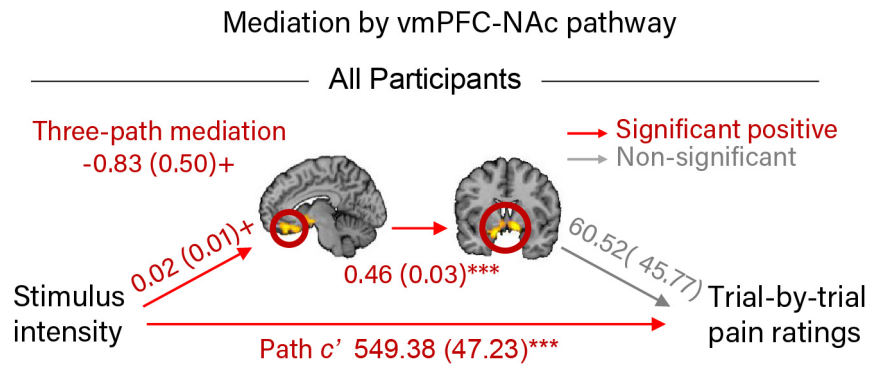 Mediation by vmPFC-NAc pathway
All Participants
Three-path mediation
-0.83 (0.50)+
Significant positive
Non-significant
0.02 (0.01)+
0.46 (0.03)***
60.52( 45.77)
Stimulus
intensity
Trial-by-trial
pain ratings
Path c’ 549.38 (47.23)***